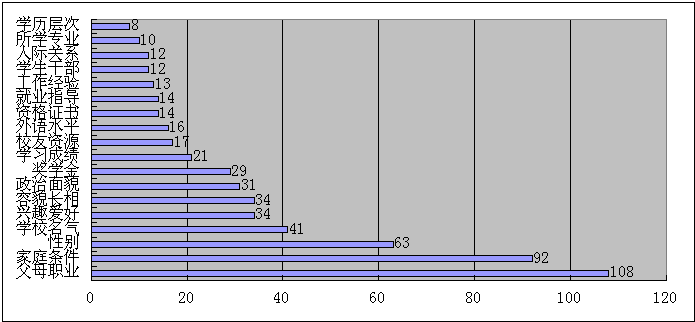 学历层次 8
所学专业 10
人际关系 12
学生干部 12
工作经验 13
就业指导 14
资格证书 14
外语水平 16
校友资源 17
学习成绩 21
奖学金 29
政治面貌 31
容貌长相 34
兴趣爱好 34
学校名气 41
性别 63
家庭条件 92
父母职业 108
0 20 40 60 80 100 120